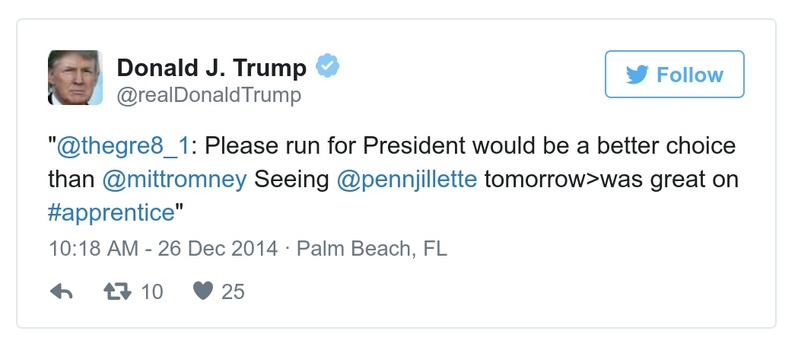 Donald J. Trump
@realDonaldTrump
Follow
"@thegre8_1: Please run for President would be a better choice
than @mittromney Seeing @pennjillette tomorrow>was great on
#apprentice"
10:18 AM - 26 Dec 2014 · Palm Beach, FL
10 25